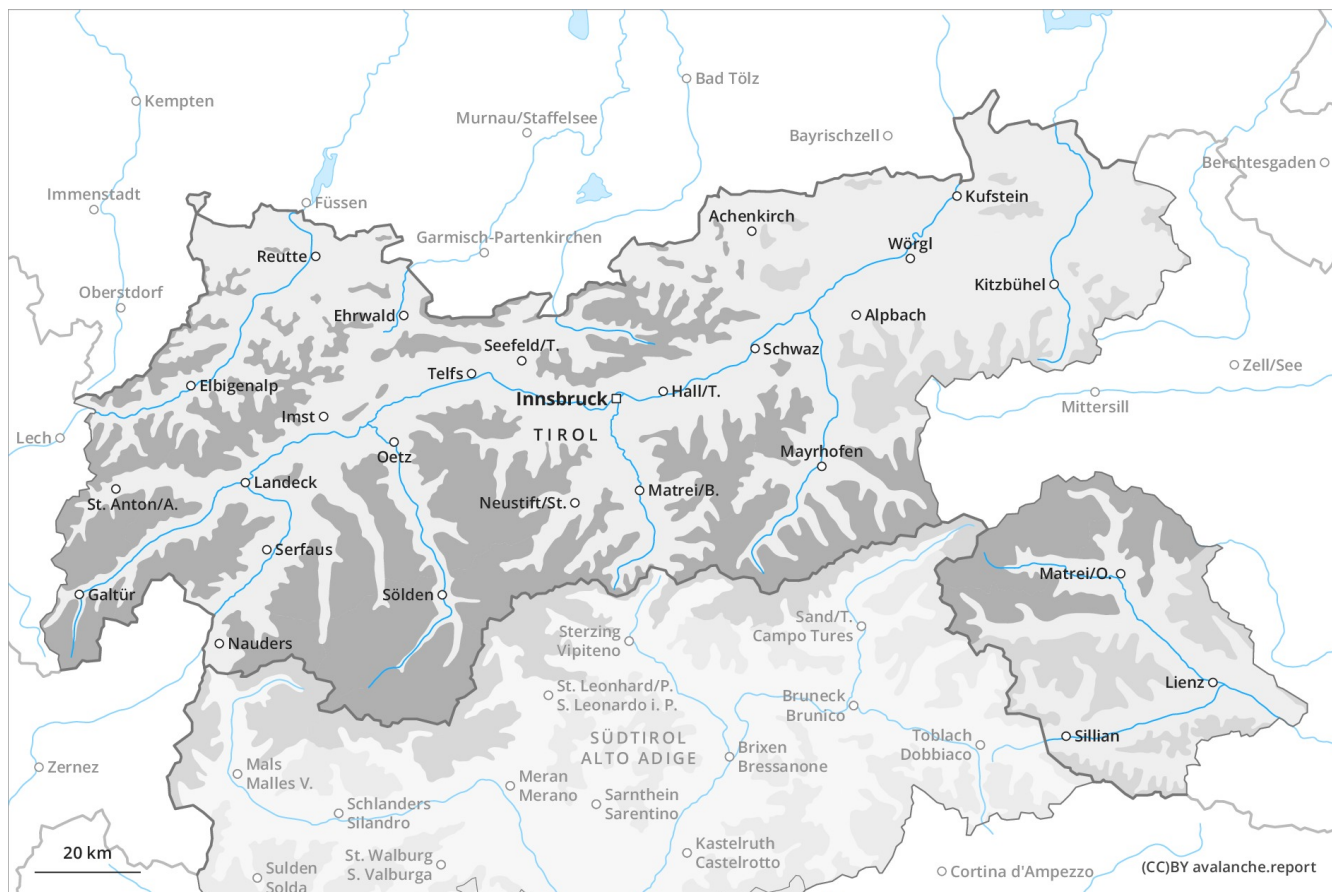 Kempten
Bad Tölz
Murnau/Staffelsee
Bayrischzell
Berchtesgaden
Immenstadt
Füssen
Kufstein
Achenkirch
Garmisch-Partenkirchen
Wörgl
Reutte
Kitzbühel
Oberstdorf
Ehrwald
Alpbach
Seefeld/T.
Schwaz
Zell/See
Telfs
Elbigenalp
Innsbruck
Hall/T.
Mittersill
Imst
TIROL
Lech
Oetz
Mayrhofen
Landeck
Matrei/B.
St. Anton/A.
Neustift/St.
Serfaus
Matrei/O.
Galtür
Sölden
Sand/T.
Campo Tures
Sterzing
Vipiteno
Nauders
Lienz
St. Leonhard/P.
S. Leonardo i. P.
Bruneck
Brunico
SÜDTIROL
ALTO ADIGE
Toblach
Dobbiaco
Sillian
Brixen
Bressanone
Zernez
Mals
Malles V.
Meran
Merano
Sarnthein
Sarentino
Schlanders
Silandro
Kastelruth
Castelrotto
20 km
St. Walburg
S. Valburga
Sulden
Solda
Cortina d'Ampezzo
(CC)BY avalanche.report